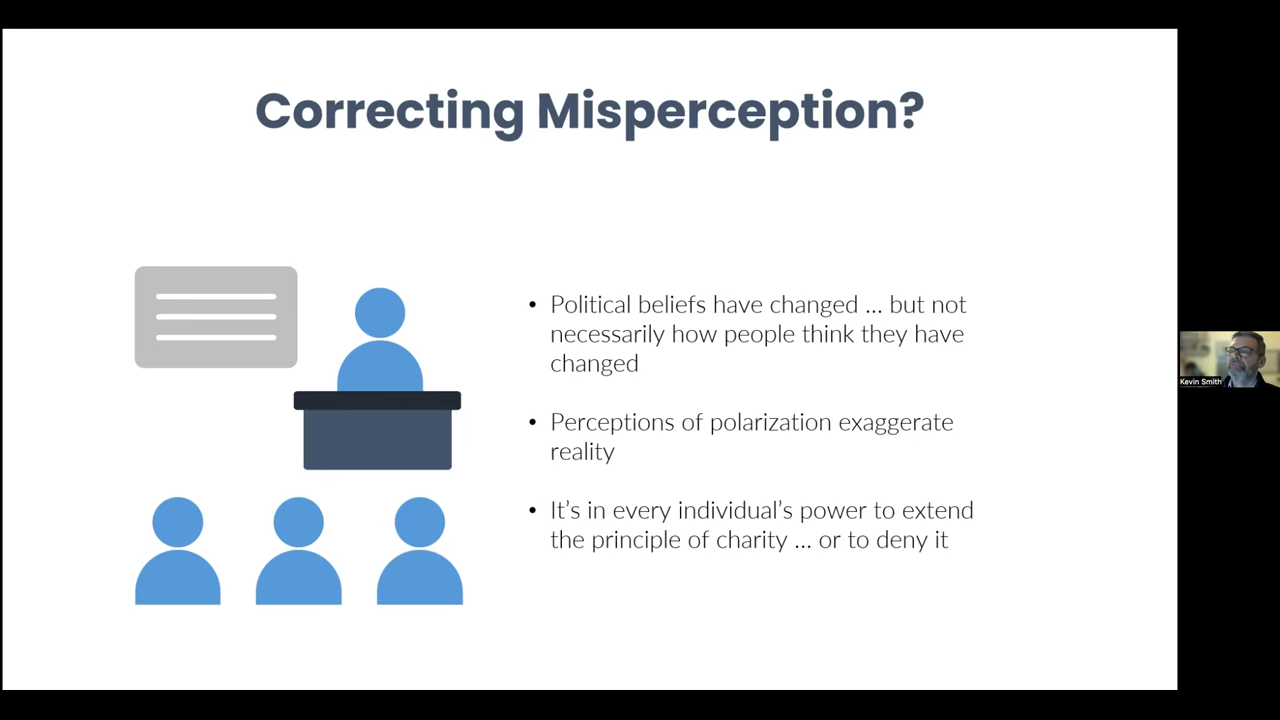 Correcting Misperception?
• Political beliefs have changed ... but not
necessarily how people think they have
changed
• Perceptions of polarization exaggerate
reality
• It’s in every individual’s power to extend
the principle of charity ... or to deny it
Kevin Smith